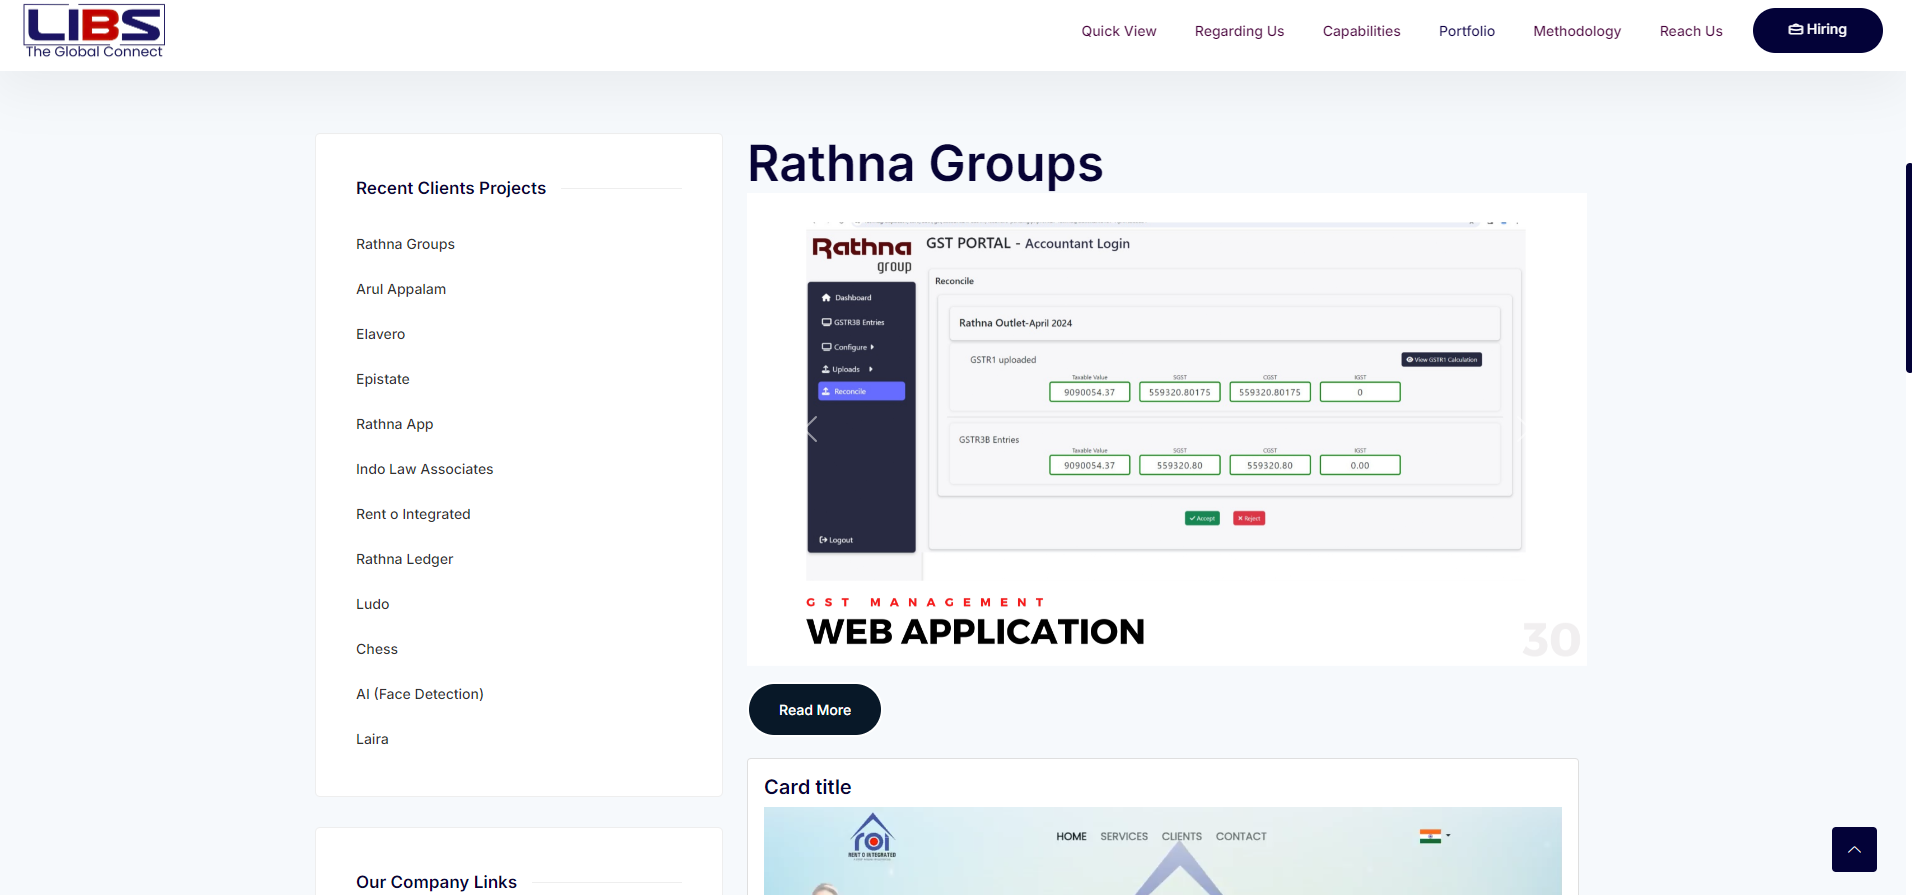 LIBS
The Global Connect
Quick View
Regarding Us
Capabilities
Portfolio
Methodology
Reach Us
Hiring
Recent Clients Projects
Rathna Groups
Arul Appalam
Elavero
Epistate
Rathna App
Indo Law Associates
Rent o Integrated
Rathna Ledger
Ludo
Chess
AI (Face Detection)
Laira
Our Company Links
Rathna Groups
Rathna
group
GST PORTAL - Accountant Login
Dashboard
GSTR3B Entries
Configure
Uploads
Reconcile
Logout
Reconcile
Rathna Outlet-April 2024
GSTR1 uploaded
View GSTR1 Calculation
Taxable Value SGST CGST IGST
9090054.37 559320.80175 559320.80175 0
GSTR3B Entries
Taxable Value SGST CGST IGST
9090054.37 559320.80 559320.80 0.00
Accept Reject
GST MANAGEMENT
WEB APPLICATION
30
Read More
Card title
roi
RENT O INTEGRATED
HOME SERVICES CLIENTS CONTACT